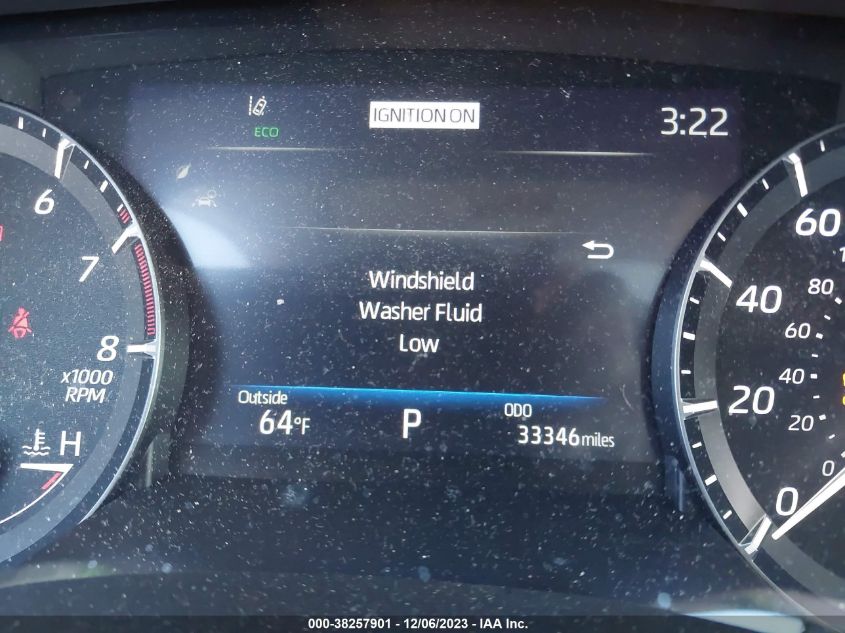 IGNITION ON
3:22
ECO
6
7
8
x1000
RPM
H
Windshield
Washer Fluid
Low
Outside
64°F
P
ODO
33346 miles
60
40
20
0
80
60
40
20
0
000-38257901 - 12/06/2023 - IAA Inc.